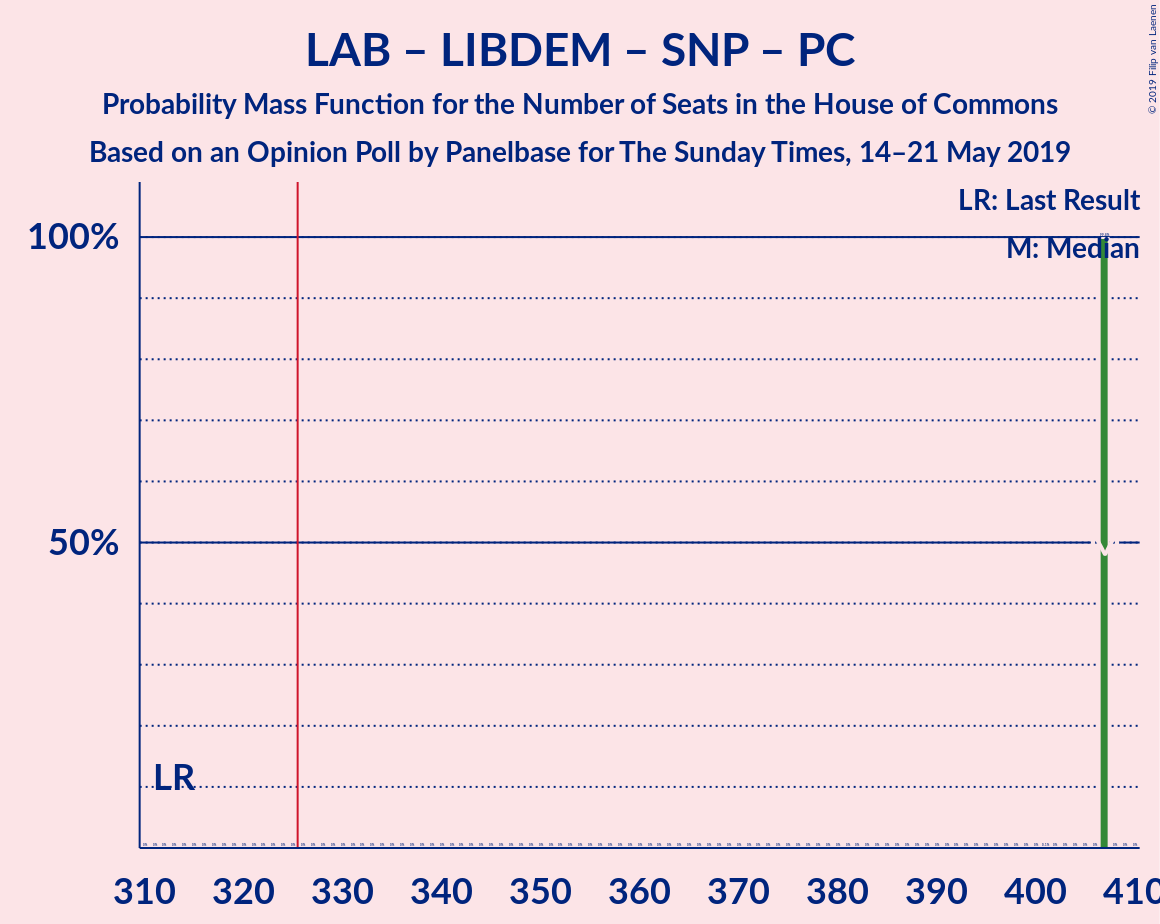 LAB – LIBDEM – SNP – PC
Probability Mass Function for the Number of Seats in the House of Commons
Based on an Opinion Poll by Panelbase for The Sunday Times, 14–21 May 2019
© 2019 Filip van Laenen
LR: Last Result
M: Median
100%
50%
LR
M
310 320 330 340 350 360 370 380 390 400 410